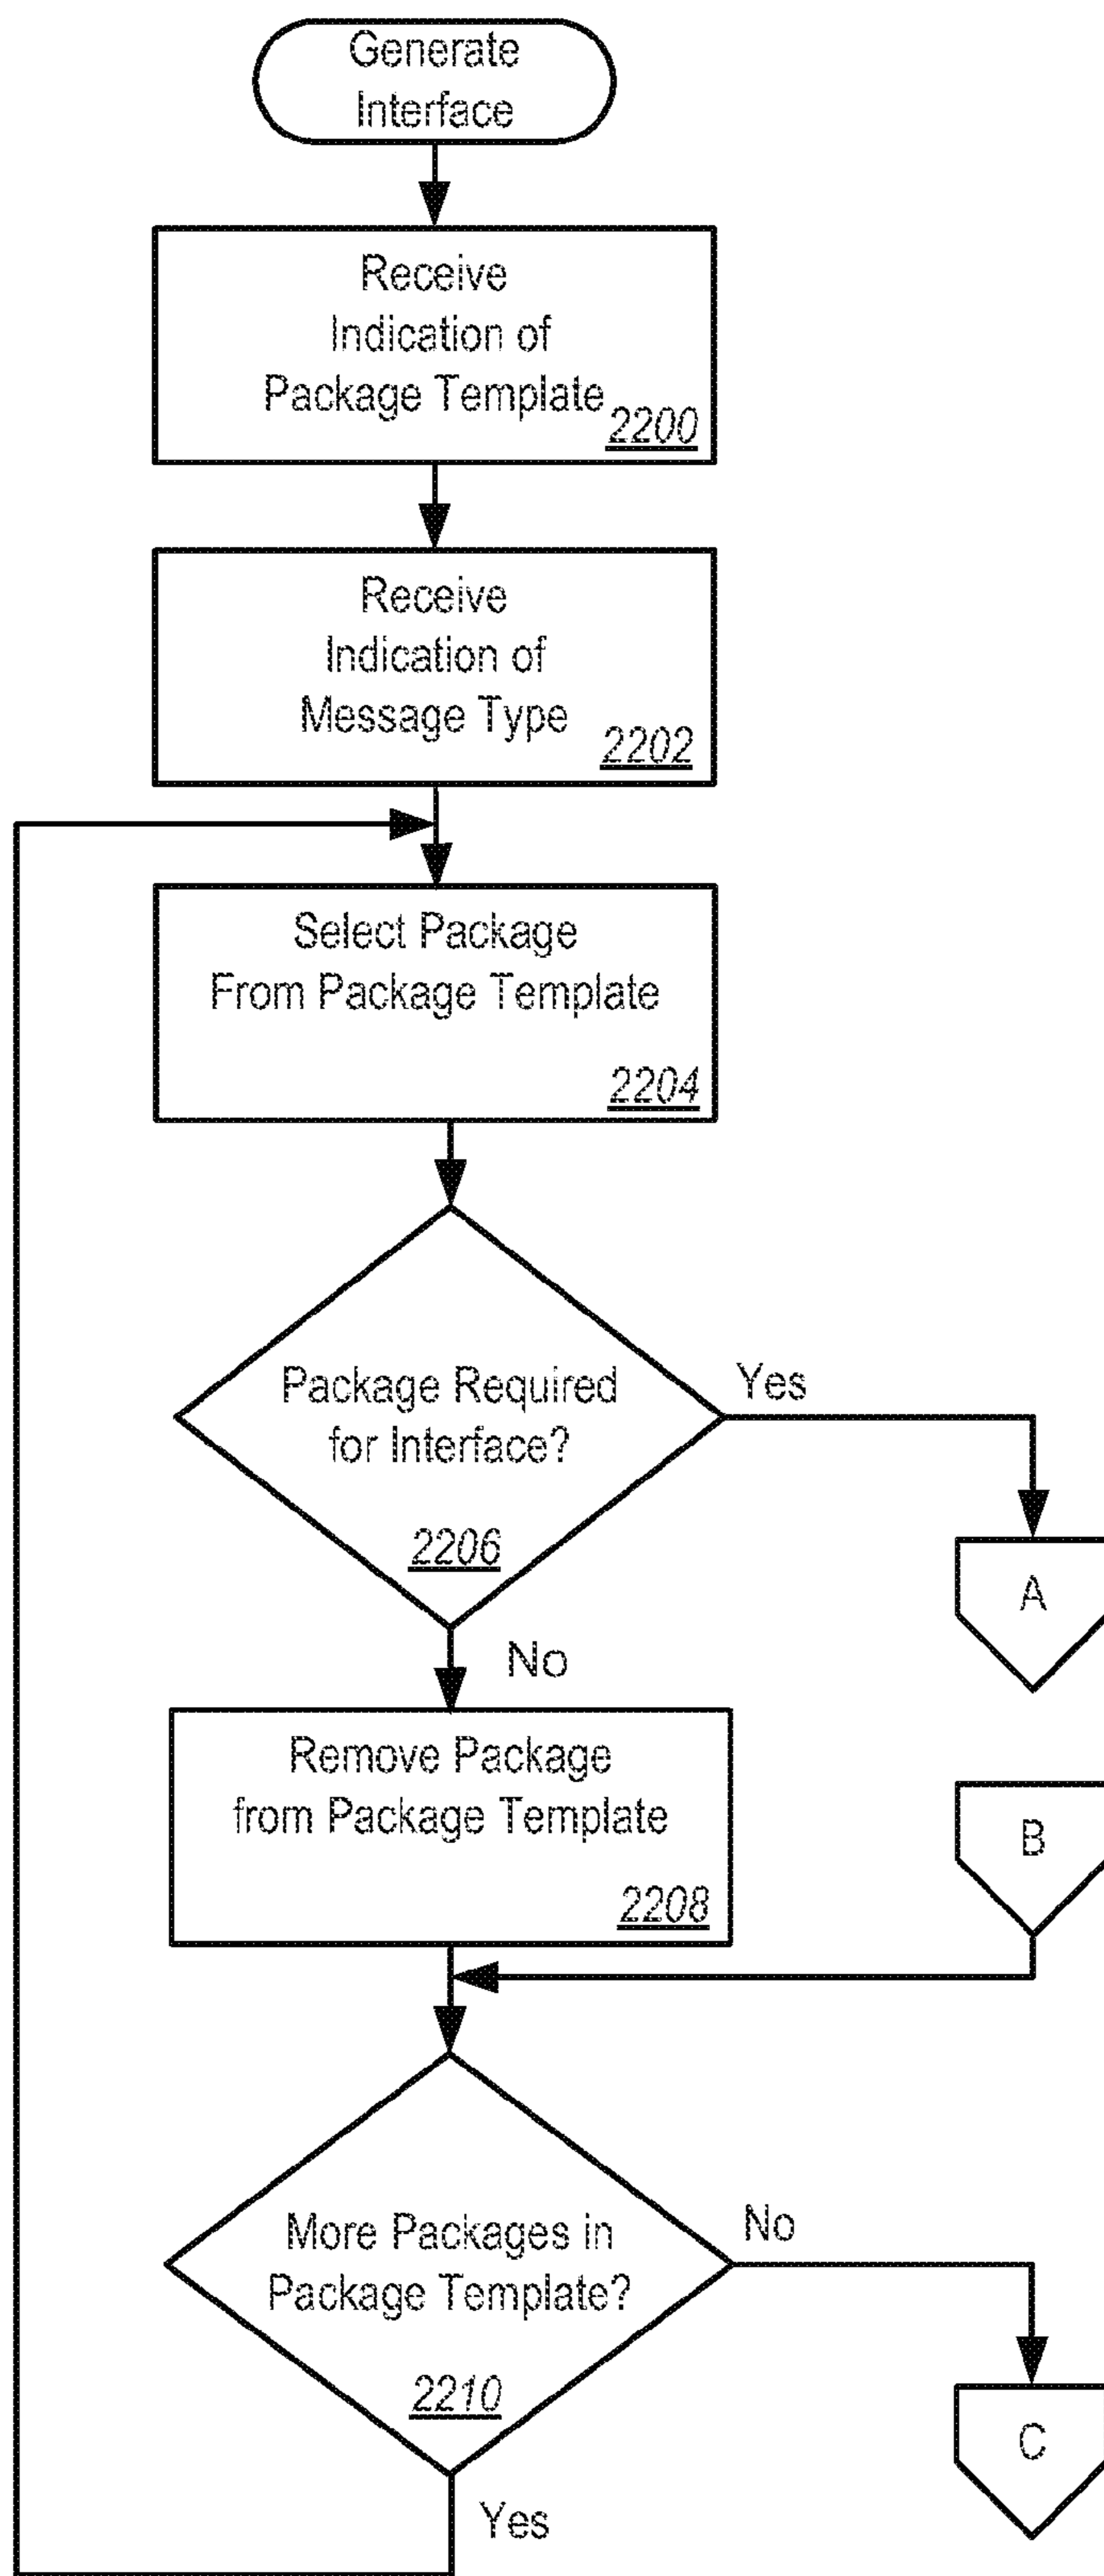 Generate
Interface
Receive
Indication of
Package Template
2200
Receive
Indication of
Message Type
2202
Select Package
From Package Template
2204
Package Required
for Interface?
2206
Yes
A
No
Remove Package
from Package Template
2208
B
More Packages in
Package Template?
2210
No
C
Yes